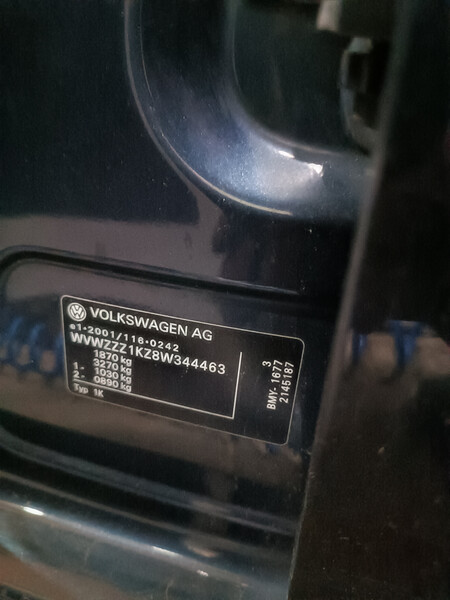 VOLKSWAGEN AG
e1*2001/116*0242
WVWZZZ1KZ8W344463
1870 kg
3270 kg
1- 1030 kg
2- 0890 kg
Typ 1K
3
BMY-1677
2145187